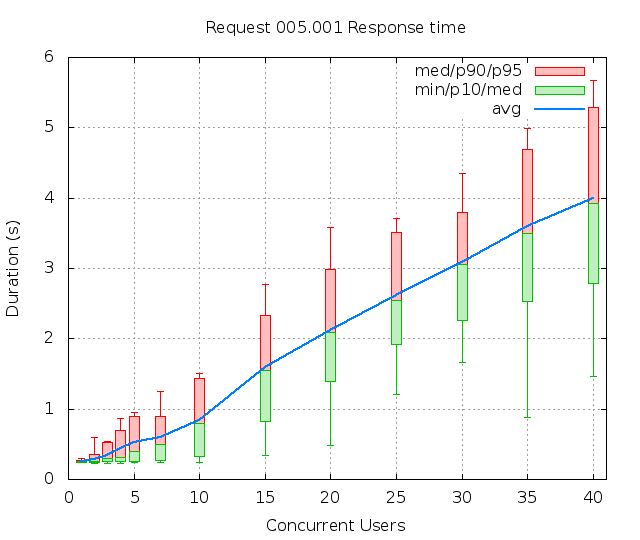 Request 005.001 Response time
med/p90/p95
min/p10/med
avg
Duration (s)
6
5
4
3
2
1
0
0 5 10 15 20 25 30 35 40
Concurrent Users